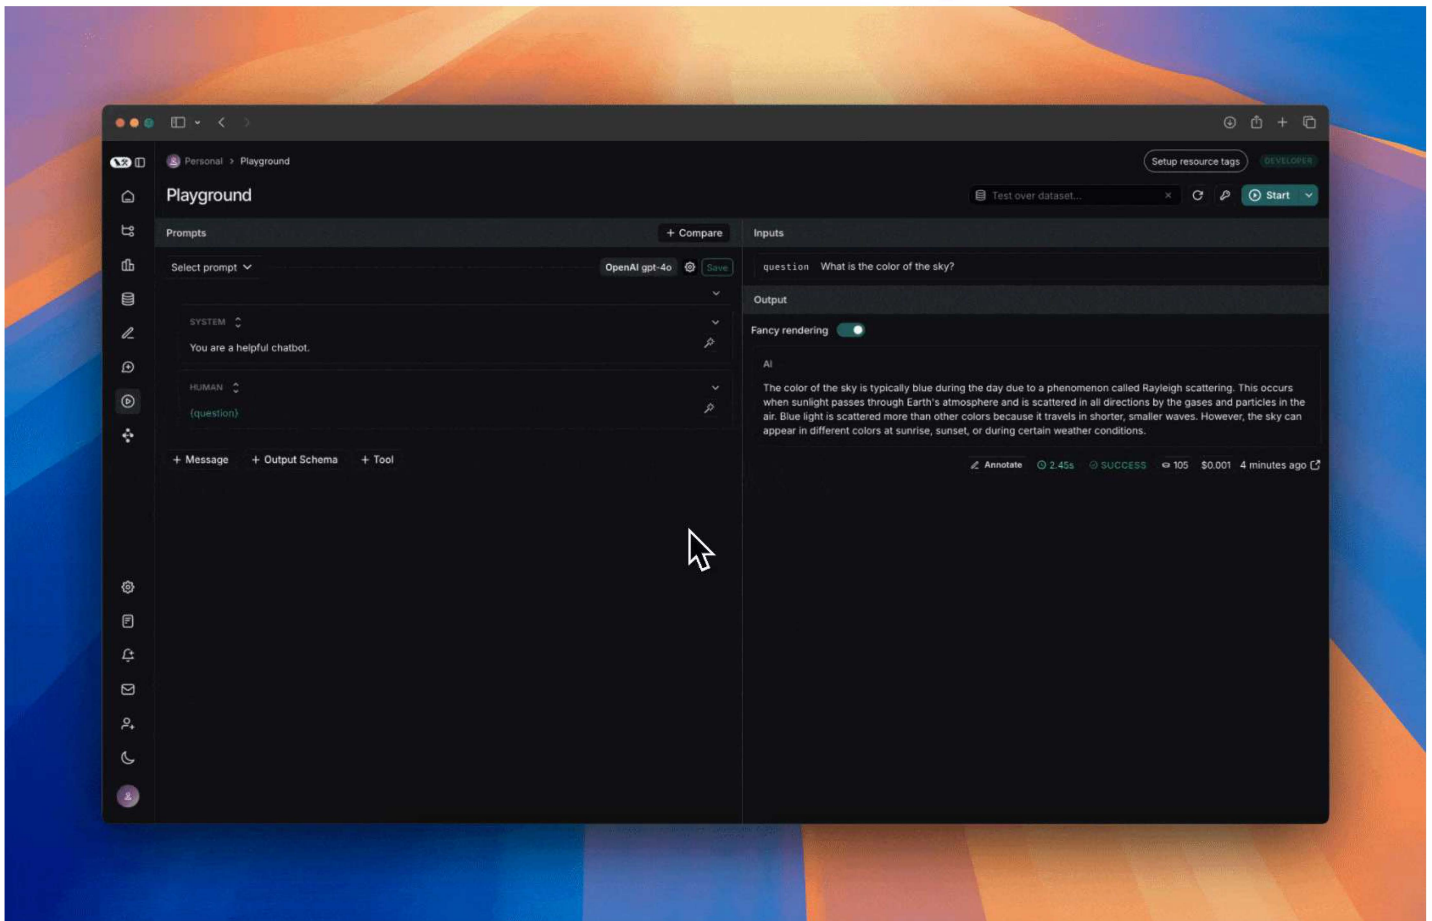 Personal > Playground
Setup resource tags
DEVELOPER
Playground
Test over dataset...
Start
Prompts
+ Compare
Inputs
Select prompt
OpenAI gpt-4o
Save
question What is the color of the sky?
Output
SYSTEM
You are a helpful chatbot.
Fancy rendering
HUMAN
{question}
AI
The color of the sky is typically blue during the day due to a phenomenon called Rayleigh scattering. This occurs
when sunlight passes through Earth's atmosphere and is scattered in all directions by the gases and particles in the
air. Blue light is scattered more than other colors because it travels in shorter, smaller waves. However, the sky can
appear in different colors at sunrise, sunset, or during certain weather conditions.
+ Message + Output Schema + Tool
Annotate 2.45s SUCCESS 105 $0.001 4 minutes ago